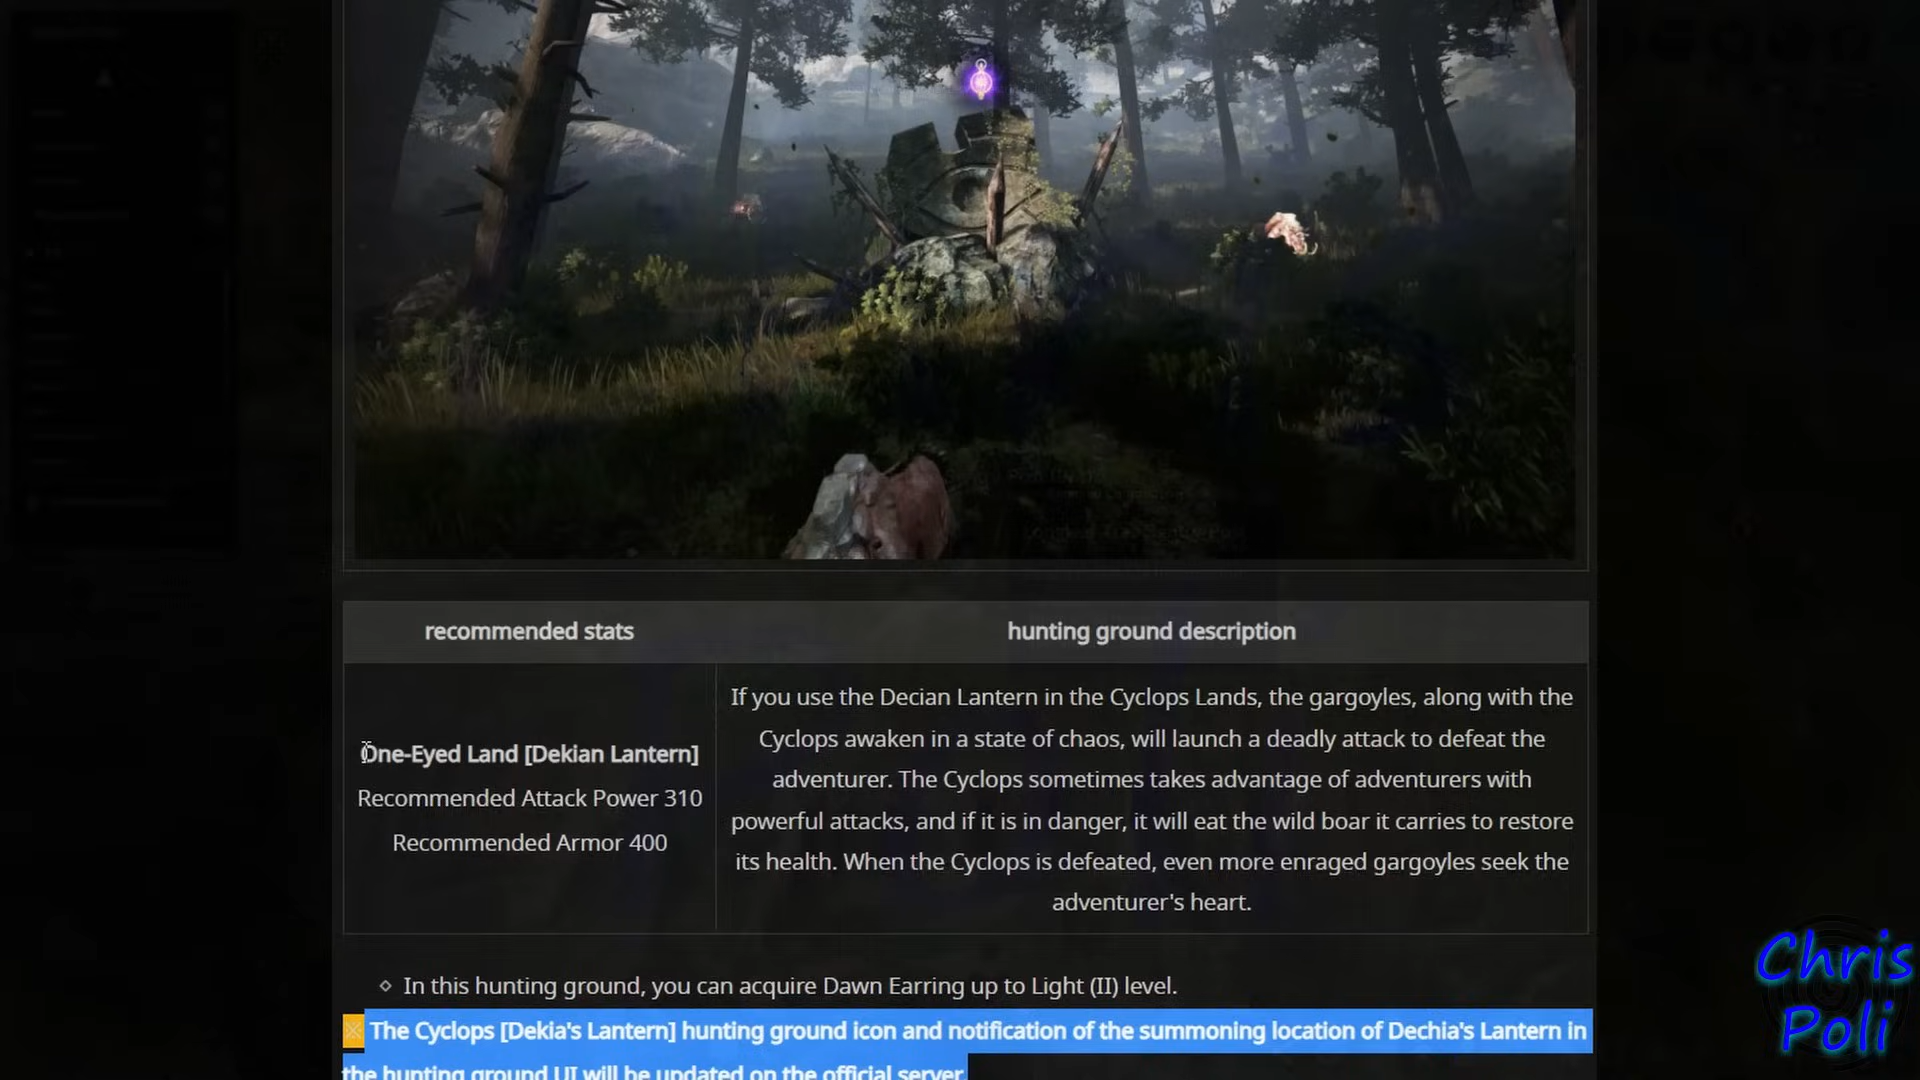 recommended stats
hunting ground description
One-Eyed Land [Dekian Lantern]
Recommended Attack Power 310
Recommended Armor 400
If you use the Decian Lantern in the Cyclops Lands, the gargoyles, along with the
Cyclops awaken in a state of chaos, will launch a deadly attack to defeat the
adventurer. The Cyclops sometimes takes advantage of adventurers with
powerful attacks, and if it is in danger, it will eat the wild boar it carries to restore
its health. When the Cyclops is defeated, even more enraged gargoyles seek the
adventurer's heart.
◇ In this hunting ground, you can acquire Dawn Earring up to Light (II) level.
※ The Cyclops [Dekia's Lantern] hunting ground icon and notification of the summoning location of Dechia's Lantern in
the hunting ground UI will be updated on the official server.
Chris
Poli